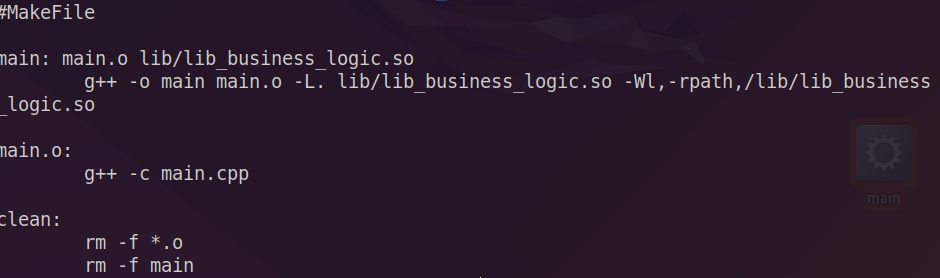 #MakeFile
main: main.o lib/lib_business_logic.so
g++ -o main main.o -L. lib/lib_business_logic.so -Wl,-rpath,/lib/lib_business
_logic.so
main.o:
g++ -c main.cpp
main
clean:
rm -f *.o
rm -f main